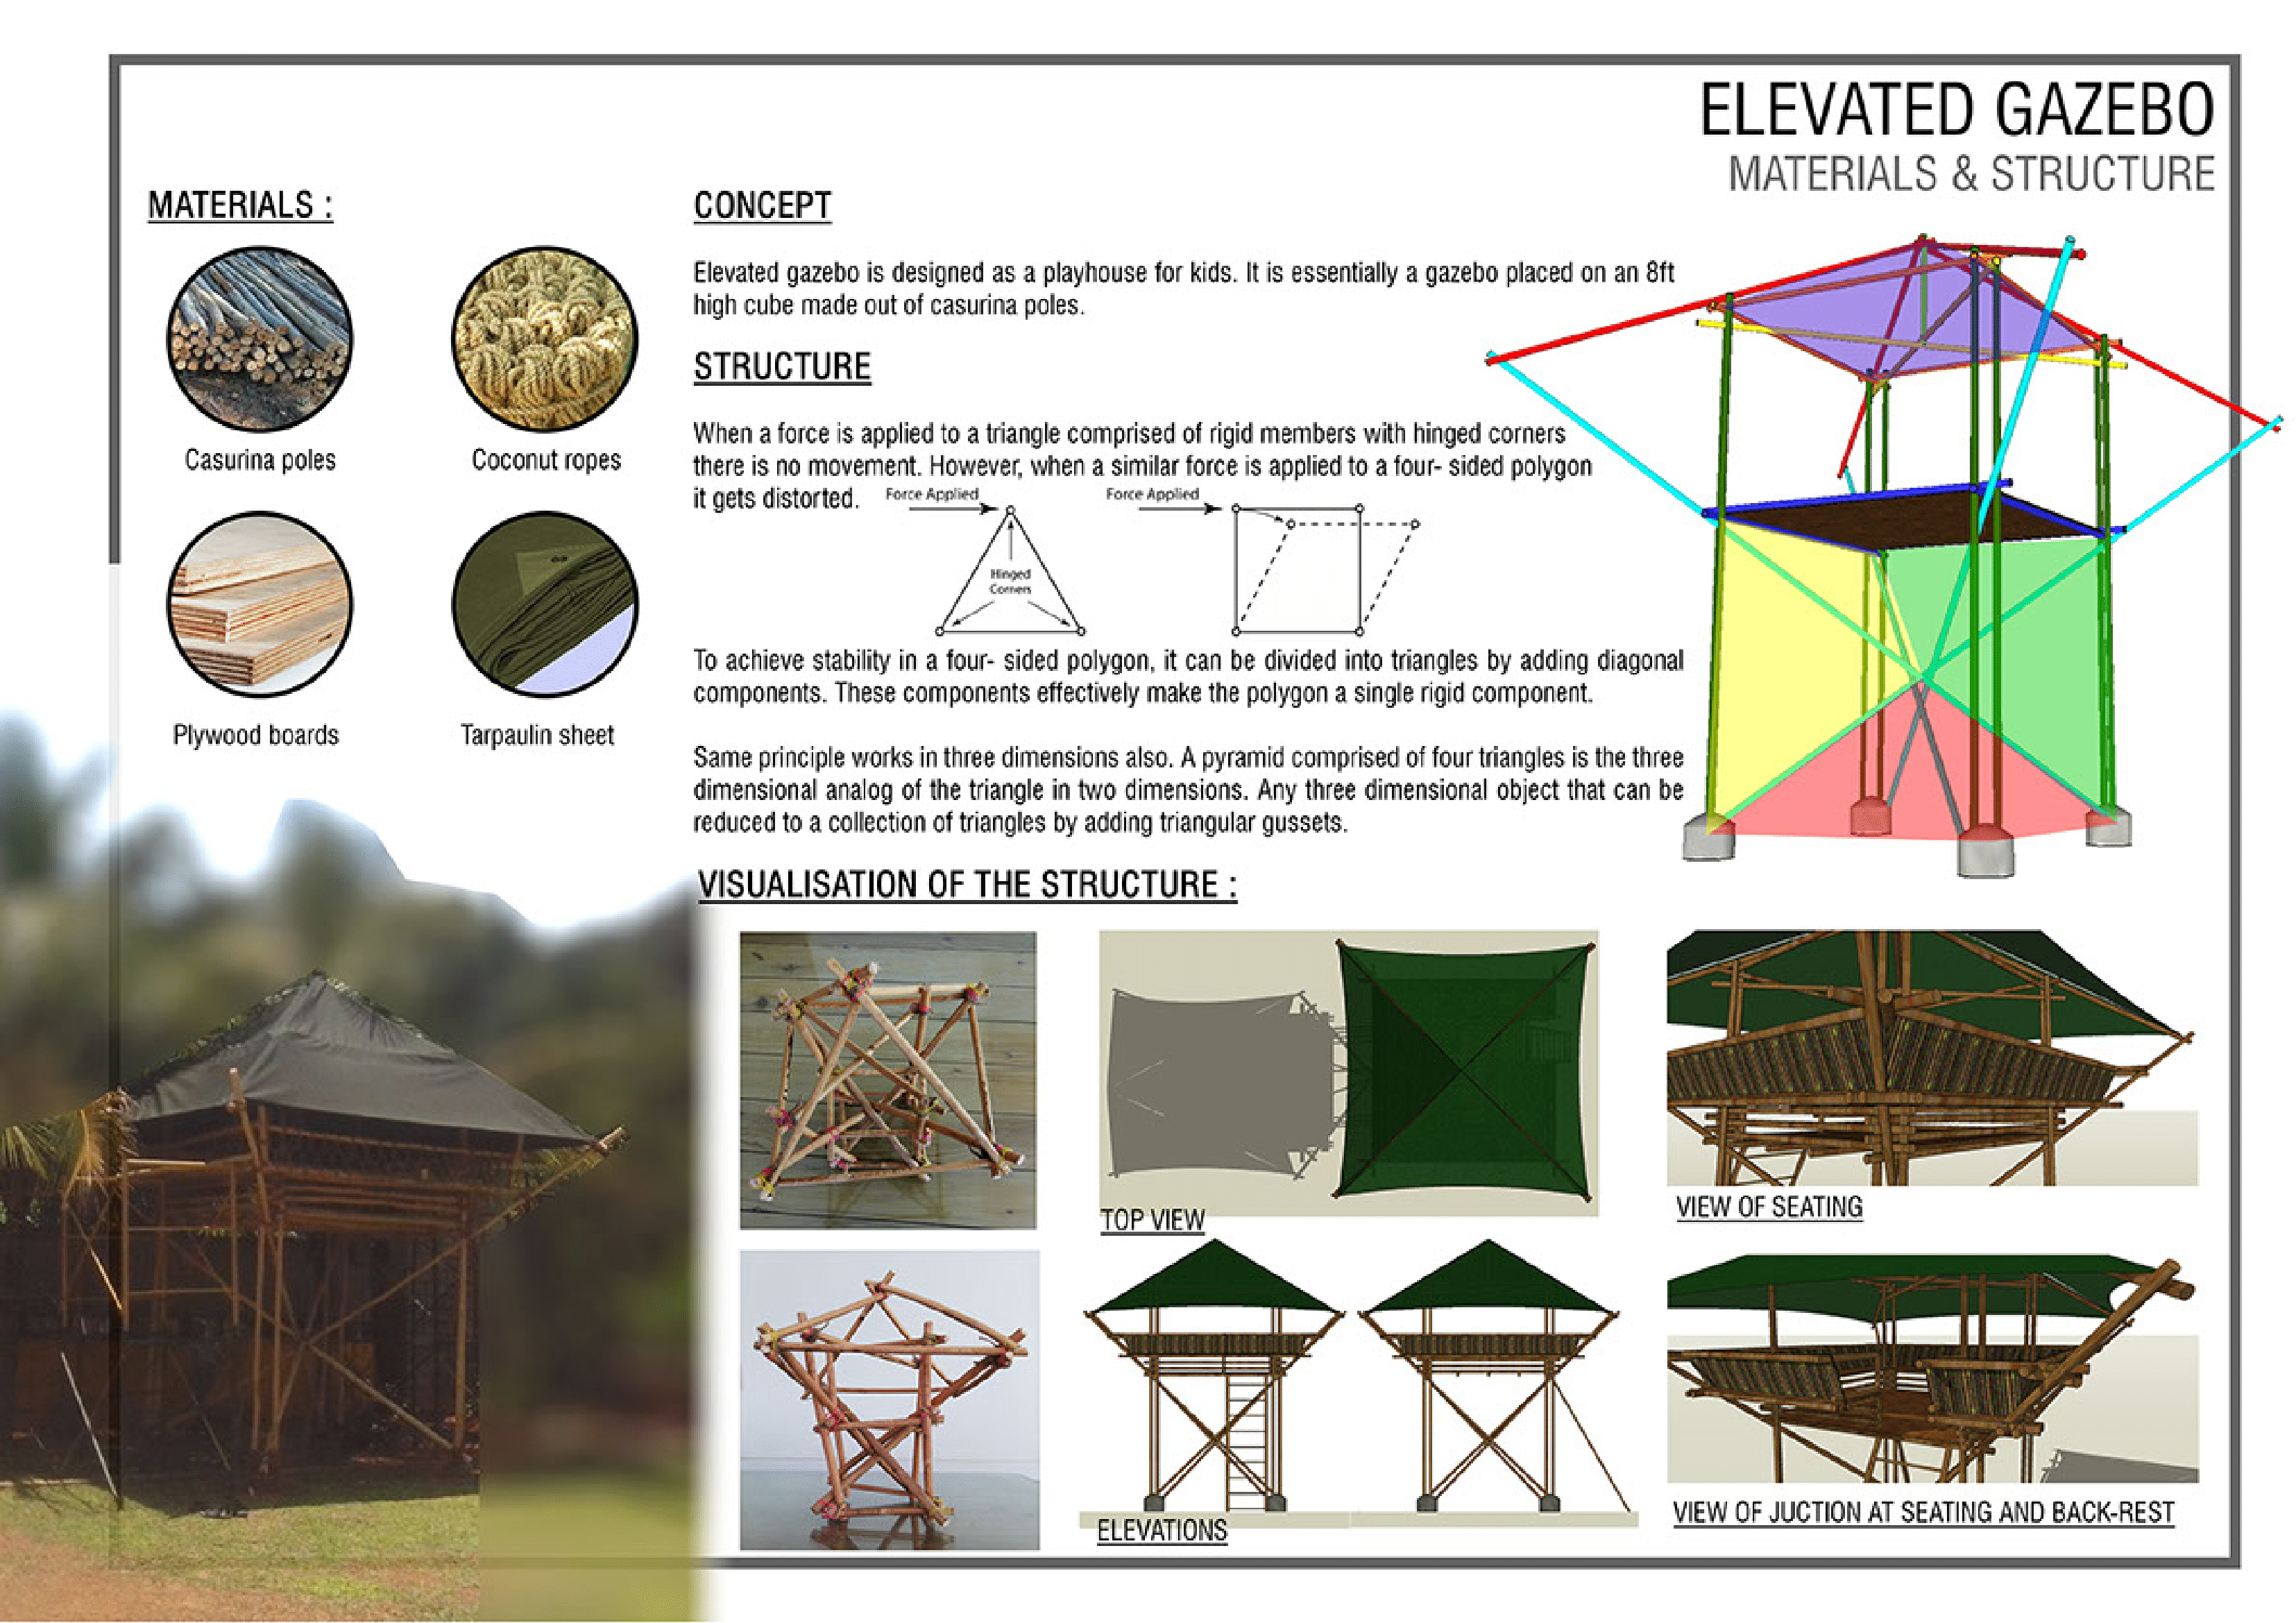 ELEVATED GAZEBO
MATERIALS & STRUCTURE
MATERIALS :
Casurina poles
Coconut ropes
Plywood boards
Tarpaulin sheet
CONCEPT
Elevated gazebo is designed as a playhouse for kids. It is essentially a gazebo placed on an 8ft
high cube made out of casurina poles.
STRUCTURE
When a force is applied to a triangle comprised of rigid members with hinged corners
there is no movement. However, when a similar force is applied to a four- sided polygon
it gets distorted.
Force Applied
Hinged
Corners
Force Applied
To achieve stability in a four- sided polygon, it can be divided into triangles by adding diagonal
components. These components effectively make the polygon a single rigid component.
Same principle works in three dimensions also. A pyramid comprised of four triangles is the three
dimensional analog of the triangle in two dimensions. Any three dimensional object that can be
reduced to a collection of triangles by adding triangular gussets.
VISUALISATION OF THE STRUCTURE :
TOP VIEW
VIEW OF SEATING
ELEVATIONS
VIEW OF JUCTION AT SEATING AND BACK-REST